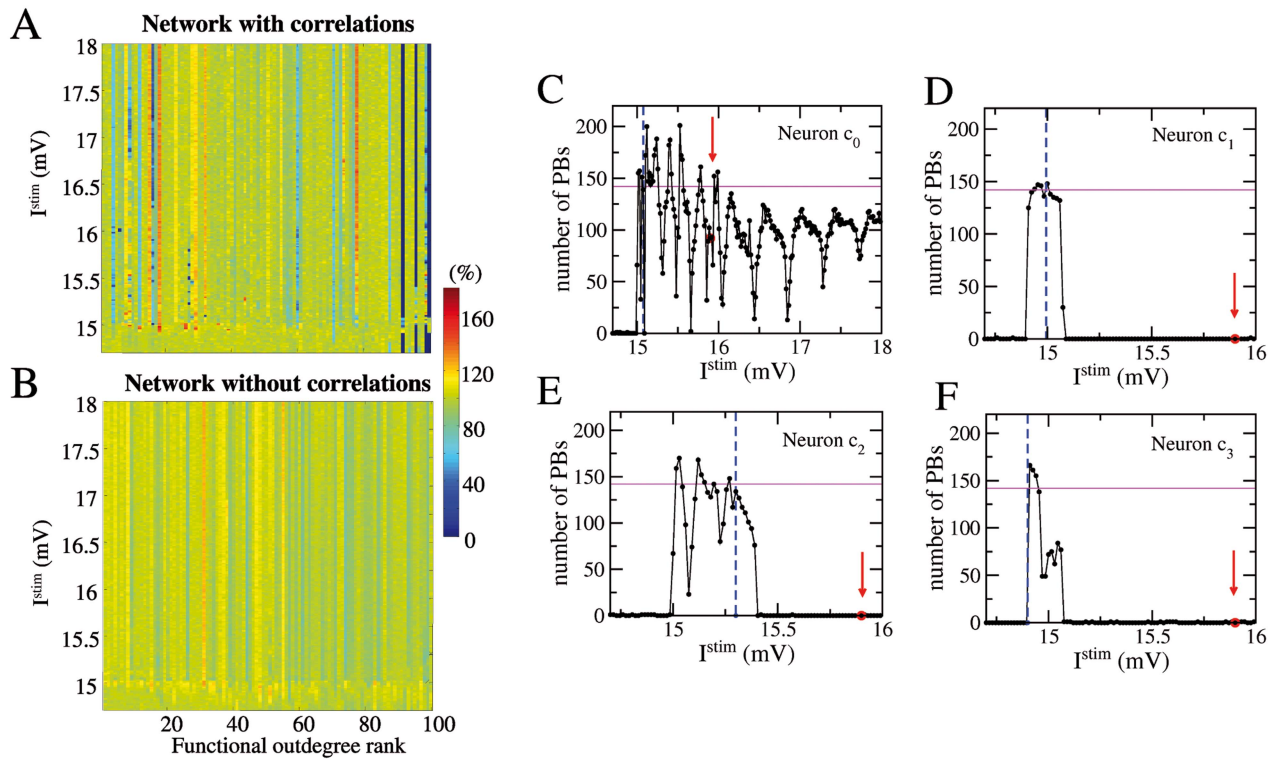 A
Network with correlations
18
17.5
17
16.5
16
15.5
15
I^stim (mV)
(%)
160
120
80
40
0
B
Network without correlations
18
17.5
17
16.5
16
15.5
15
I^stim (mV)
20 40 60 80 100
Functional outdegree rank
C
Neuron c_0
200
150
100
50
0
number of PBs
15 16 17 18
I^stim (mV)
D
Neuron c_1
200
150
100
50
0
number of PBs
15 15.5 16
I^stim (mV)
E
Neuron c_2
200
150
100
50
0
number of PBs
15 15.5 16
I^stim (mV)
F
Neuron c_3
200
150
100
50
0
number of PBs
15 15.5 16
I^stim (mV)